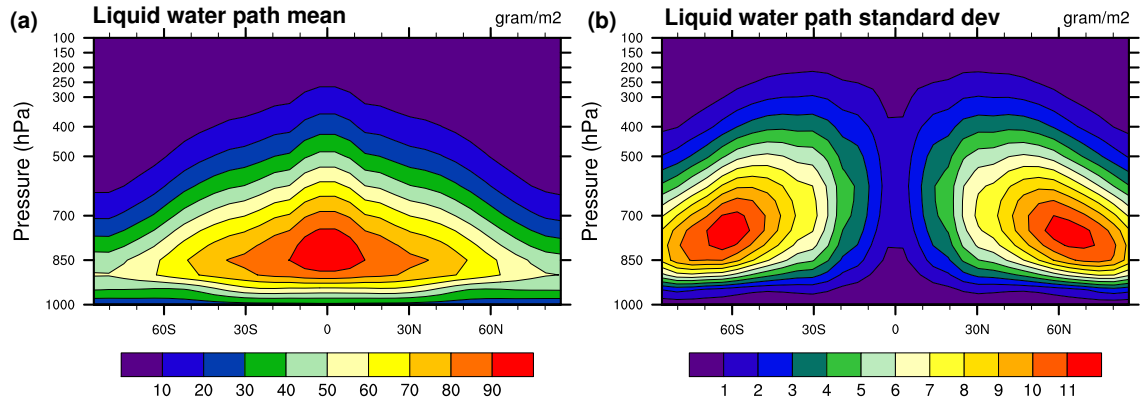 (a) Liquid water path mean gram/m2
100
150
200
250
300
400
500
700
850
1000
Pressure (hPa)
60S 30S 0 30N 60N
10 20 30 40 50 60 70 80 90
(b) Liquid water path standard dev gram/m2
100
150
200
250
300
400
500
700
850
1000
Pressure (hPa)
60S 30S 0 30N 60N
1 2 3 4 5 6 7 8 9 10 11